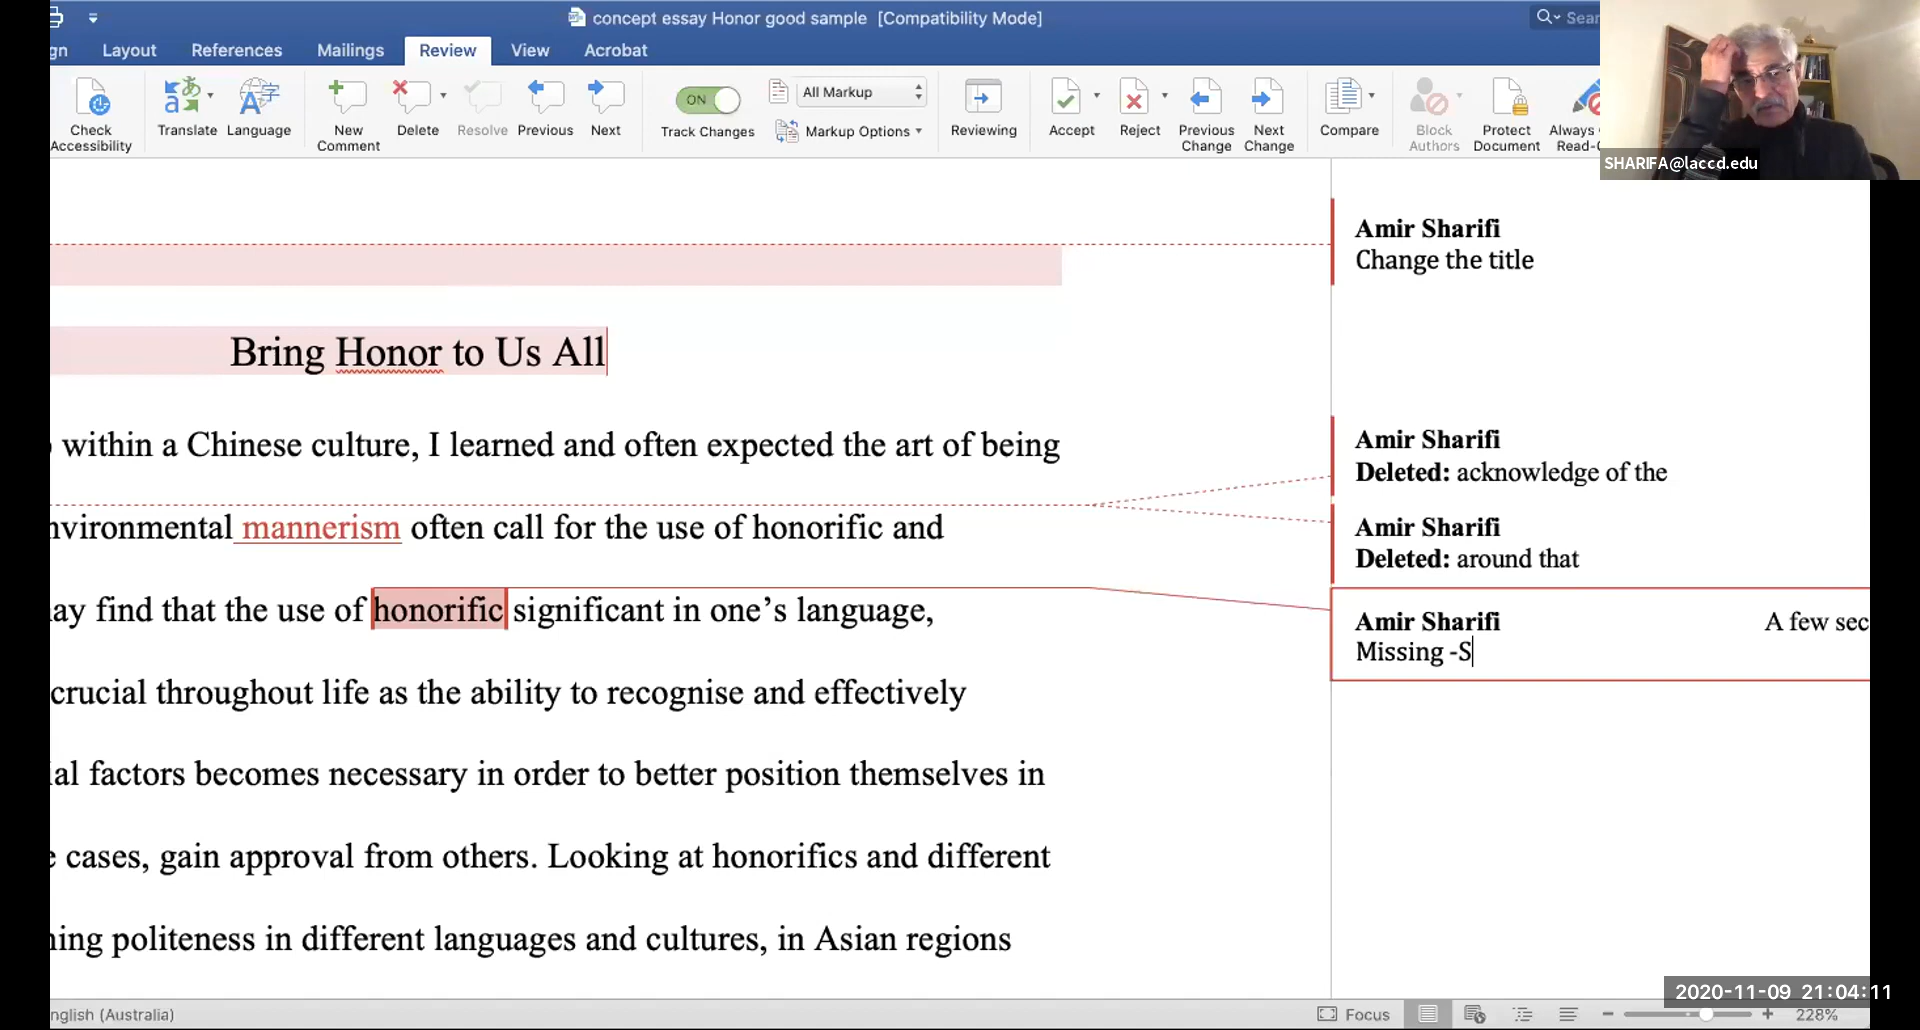 concept essay Honor good sample [Compatibility Mode]
Layout References Mailings Review View Acrobat
Check Accessibility
Translate
Language
New Comment
Delete
Resolve
Previous
Next
ON
Track Changes
All Markup
Markup Options
Reviewing
Accept
Reject
Previous Change
Next Change
Compare
Block Authors
Protect Document
Always
SHARIFA@laccd.edu
Amir Sharifi
Change the title
Bring Honor to Us All
within a Chinese culture, I learned and often expected the art of being
Amir Sharifi
Deleted: acknowledge of the
nvironmental mannerism often call for the use of honorific and
Amir Sharifi
Deleted: around that
ay find that the use of honorific significant in one’s language,
Amir Sharifi A few sec
Missing -S
crucial throughout life as the ability to recognise and effectively
al factors becomes necessary in order to better position themselves in
e cases, gain approval from others. Looking at honorifics and different
ning politeness in different languages and cultures, in Asian regions
2020-11-09 21:04:11
nglish (Australia)
Focus
228%